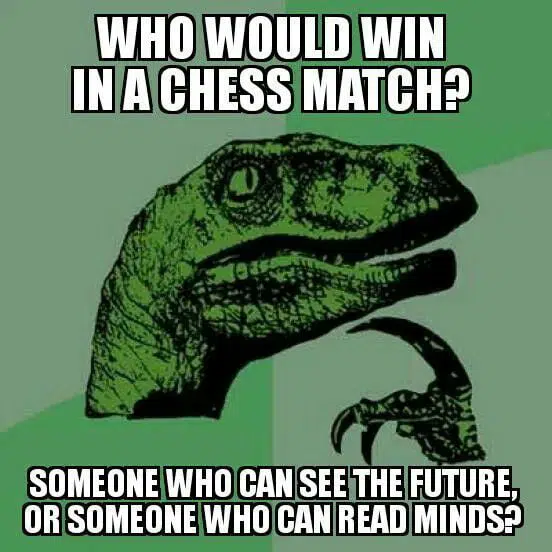 WHO WOULD WIN
IN A CHESS MATCH?
SOMEONE WHO CAN SEE THE FUTURE,
OR SOMEONE WHO CAN READ MINDS?